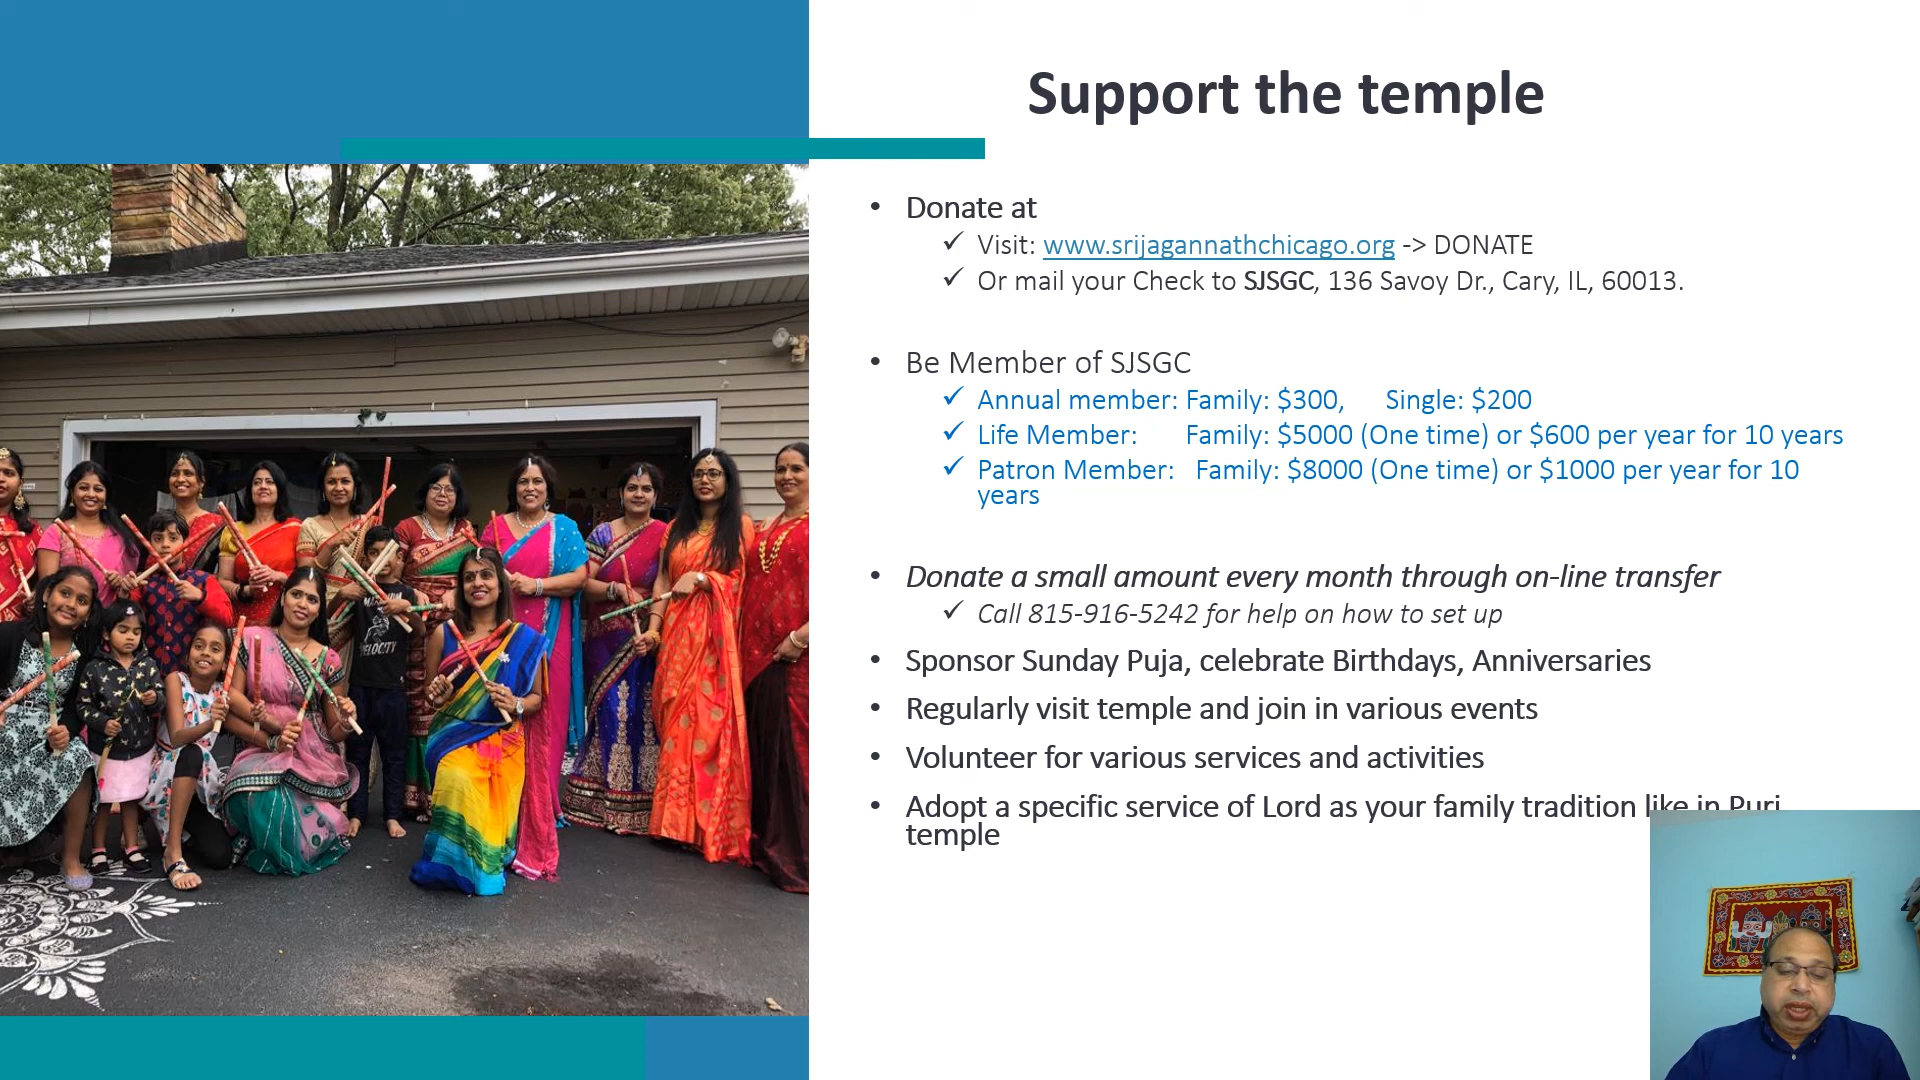 Support the temple
• Donate at
✓ Visit: www.srijagannathchicago.org -> DONATE
✓ Or mail your Check to SJSGC, 136 Savoy Dr., Cary, IL, 60013.
• Be Member of SJSGC
✓ Annual member: Family: $300, Single: $200
✓ Life Member: Family: $5000 (One time) or $600 per year for 10 years
✓ Patron Member: Family: $8000 (One time) or $1000 per year for 10
years
• Donate a small amount every month through on-line transfer
✓ Call 815-916-5242 for help on how to set up
• Sponsor Sunday Puja, celebrate Birthdays, Anniversaries
• Regularly visit temple and join in various events
• Volunteer for various services and activities
• Adopt a specific service of Lord as your family tradition like in Puri
temple